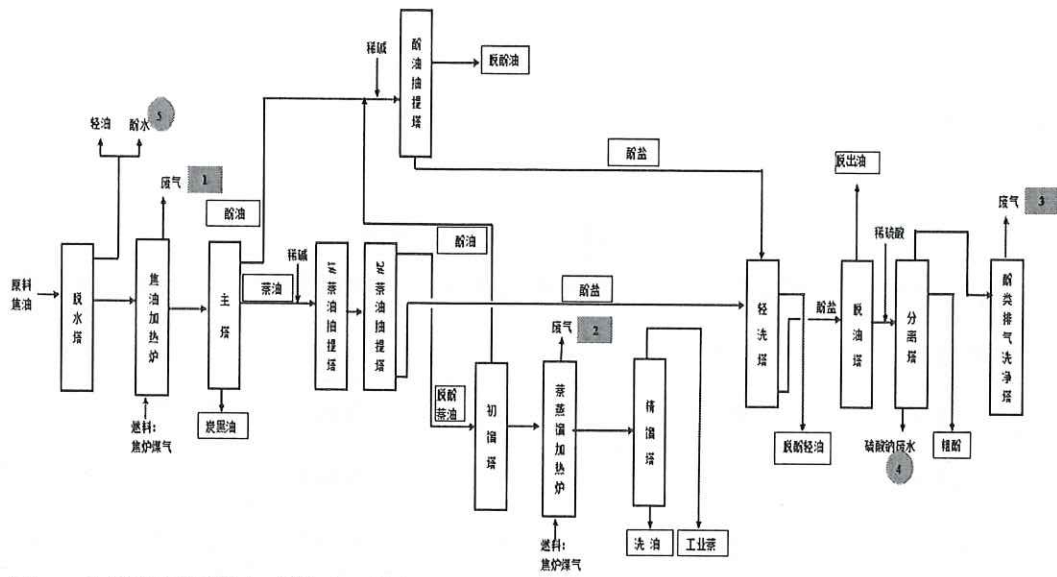 稀碱
酚油抽提塔
脱酚油
轻油
酚水
5
酚盐
脱出油
废气
1
酚油
废气
3
稀硫酸
原料焦油
脱水塔
焦油加热炉
主塔
萘油
稀碱
#1萘油抽提塔
#2萘油抽提塔
酚油
酚盐
轻洗塔
酚盐
脱油塔
分离塔
酚类排气洗净塔
废气
2
脱酚萘油
初馏塔
萘蒸馏加热炉
精馏塔
燃料:
焦炉煤气
炭黑油
脱酚轻油
硫酸钠废水
4
粗酚
燃料:
焦炉煤气
洗油
工业萘